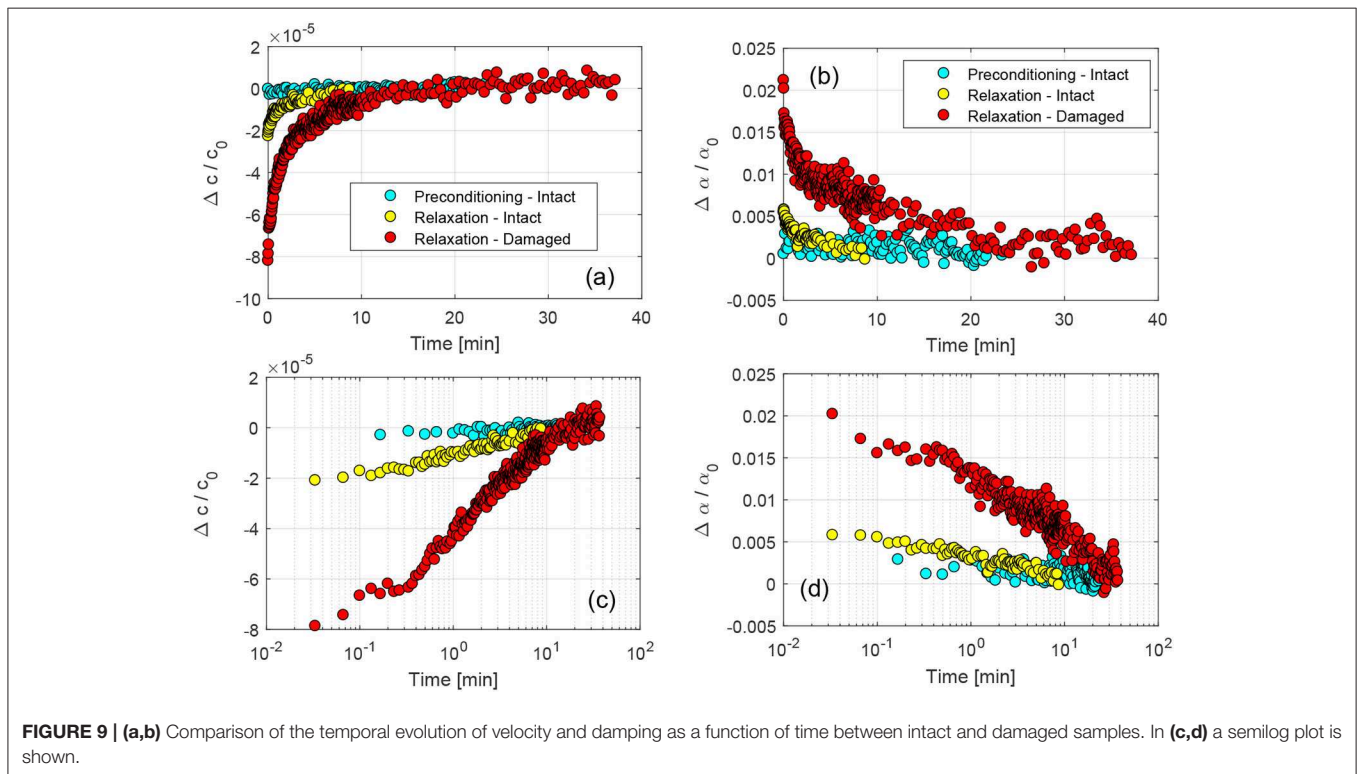 ×10⁻⁵
2
0
-2
-4
-6
-8
-10
Δ c / c₀
Preconditioning - Intact
Relaxation - Intact
Relaxation - Damaged
(a)
0 10 20 30 40
Time [min]
0.025
0.02
0.015
0.01
0.005
0
-0.005
Δ α / α₀
(b)
Preconditioning - Intact
Relaxation - Intact
Relaxation - Damaged
0 10 20 30 40
Time [min]
×10⁻⁵
2
0
-2
-4
-6
-8
Δ c / c₀
(c)
10⁻² 10⁻¹ 10⁰ 10¹ 10²
Time [min]
0.025
0.02
0.015
0.01
0.005
0
-0.005
Δ α / α₀
(d)
10⁻² 10⁻¹ 10⁰ 10¹ 10²
Time [min]
FIGURE 9 | (a,b) Comparison of the temporal evolution of velocity and damping as a function of time between intact and damaged samples. In (c,d) a semilog plot is
shown.